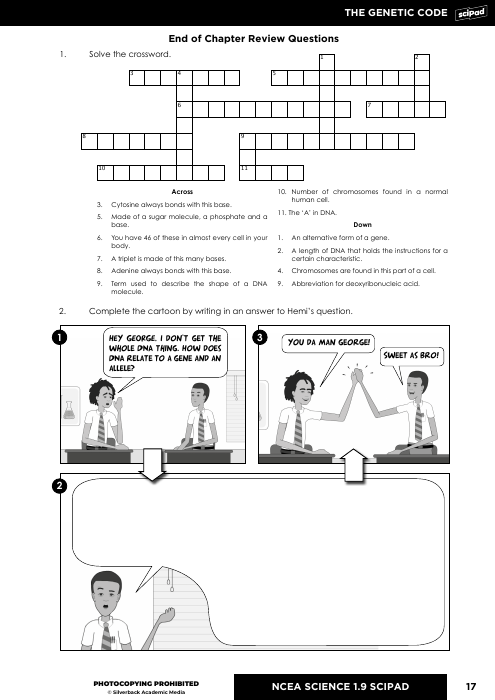 THE GENETIC CODE
scipad
End of Chapter Review Questions
1. Solve the crossword.
1
2
3
4
5
6
7
8
9
10
11
Across
3. Cytosine always bonds with this base.
5. Made of a sugar molecule, a phosphate and a
base.
6. You have 46 of these in almost every cell in your
body.
7. A triplet is made of this many bases.
8. Adenine always bonds with this base.
9. Term used to describe the shape of a DNA
molecule.
10. Number of chromosomes found in a normal
human cell.
11. The 'A' in DNA.
Down
1. An alternative form of a gene.
2. A length of DNA that holds the instructions for a
certain characteristic.
4. Chromosomes are found in this part of a cell.
9. Abbreviation for deoxyribonucleic acid.
2. Complete the cartoon by writing in an answer to Hemi's question.
1
HEY GEORGE. I DON'T GET THE
WHOLE DNA THING. HOW DOES
DNA RELATE TO A GENE AND AN
ALLELE?
3
YOU DA MAN GEORGE!
SWEET AS BRO!
2
PHOTOCOPYING PROHIBITED
© Silverback Academic Media
NCEA SCIENCE 1.9 SCIPAD
17